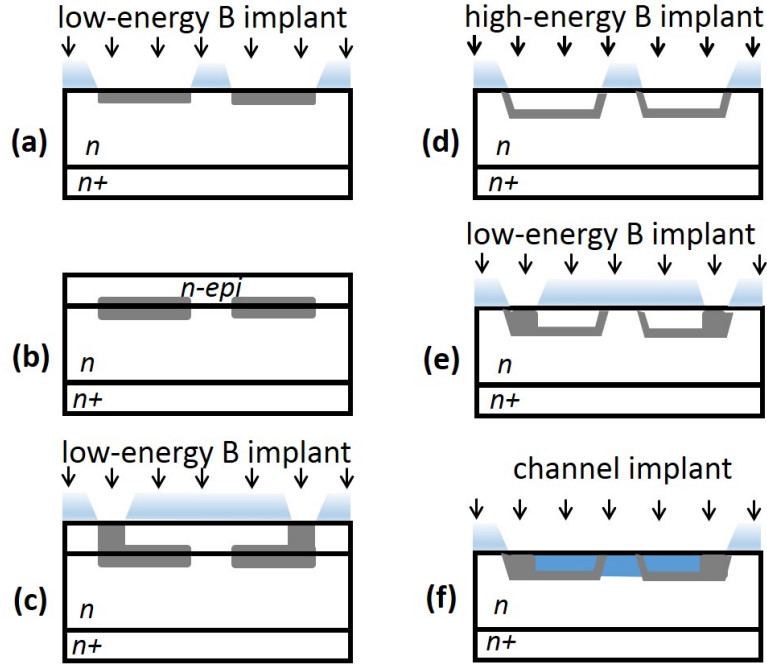 low-energy B implant
(a)
n
n+
n-epi
(b)
n
n+
low-energy B implant
(c)
n
n+
high-energy B implant
(d)
n
n+
low-energy B implant
(e)
n
n+
channel implant
(f)
n
n+